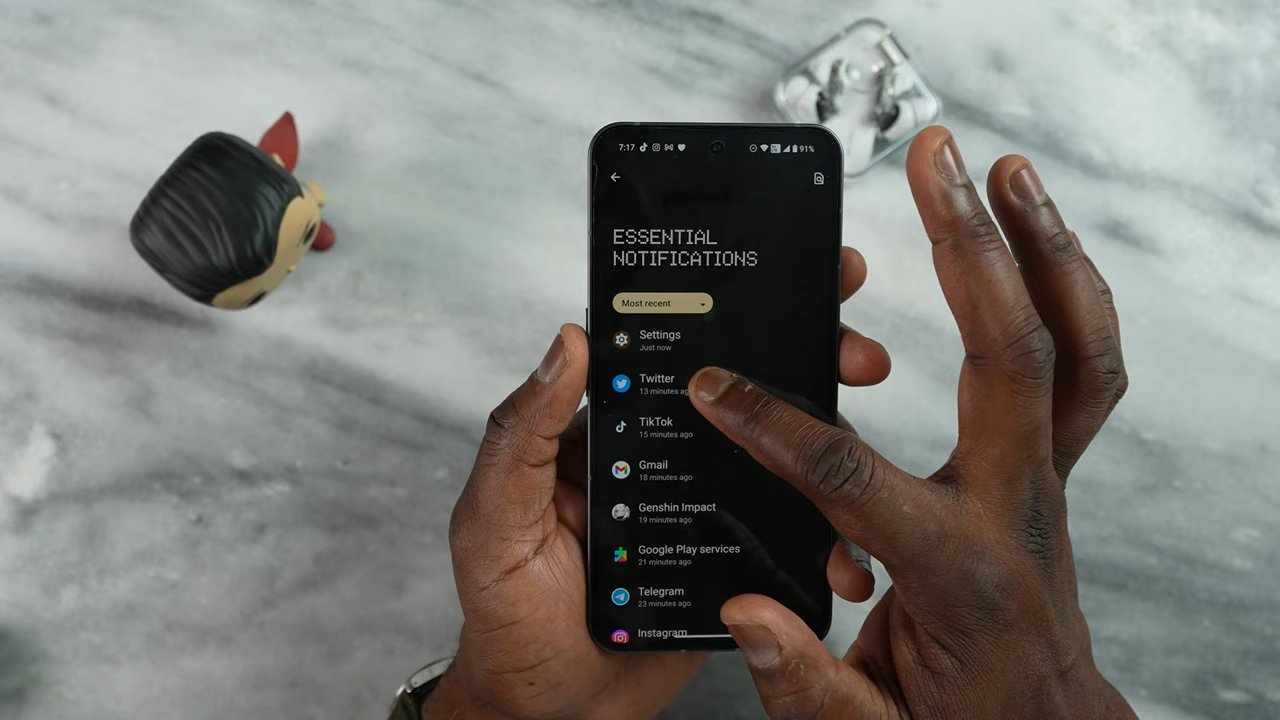 7:17
91%
ESSENTIAL
NOTIFICATIONS
Most recent
Settings
Just now
Twitter
13 minutes
TikTok
15 minutes ago
Gmail
18 minutes ago
Genshin Impact
19 minutes ago
Google Play services
21 minutes ago
Telegram
23 minutes ago
Instagram